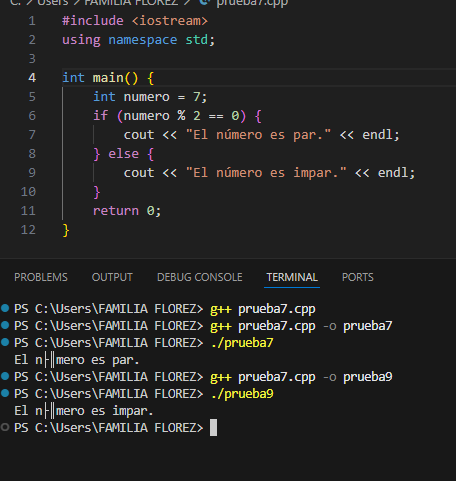 C: > Users > FAMILIA FLOREZ > prueba7.cpp
1 #include <iostream>
2 using namespace std;
3
4 int main() {
5 int numero = 7;
6 if (numero % 2 == 0) {
7 cout << "El número es par." << endl;
8 } else {
9 cout << "El número es impar." << endl;
10 }
11 return 0;
12 }
PROBLEMS OUTPUT DEBUG CONSOLE TERMINAL PORTS
PS C:\Users\FAMILIA FLOREZ> g++ prueba7.cpp
PS C:\Users\FAMILIA FLOREZ> g++ prueba7.cpp -o prueba7
PS C:\Users\FAMILIA FLOREZ> ./prueba7
El n├║mero es par.
PS C:\Users\FAMILIA FLOREZ> g++ prueba7.cpp -o prueba9
PS C:\Users\FAMILIA FLOREZ> ./prueba9
El n├║mero es impar.
PS C:\Users\FAMILIA FLOREZ>